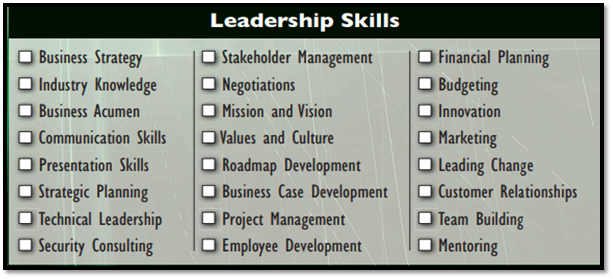 Leadership Skills
Business Strategy
Industry Knowledge
Business Acumen
Communication Skills
Presentation Skills
Strategic Planning
Technical Leadership
Security Consulting
Stakeholder Management
Negotiations
Mission and Vision
Values and Culture
Roadmap Development
Business Case Development
Project Management
Employee Development
Financial Planning
Budgeting
Innovation
Marketing
Leading Change
Customer Relationships
Team Building
Mentoring